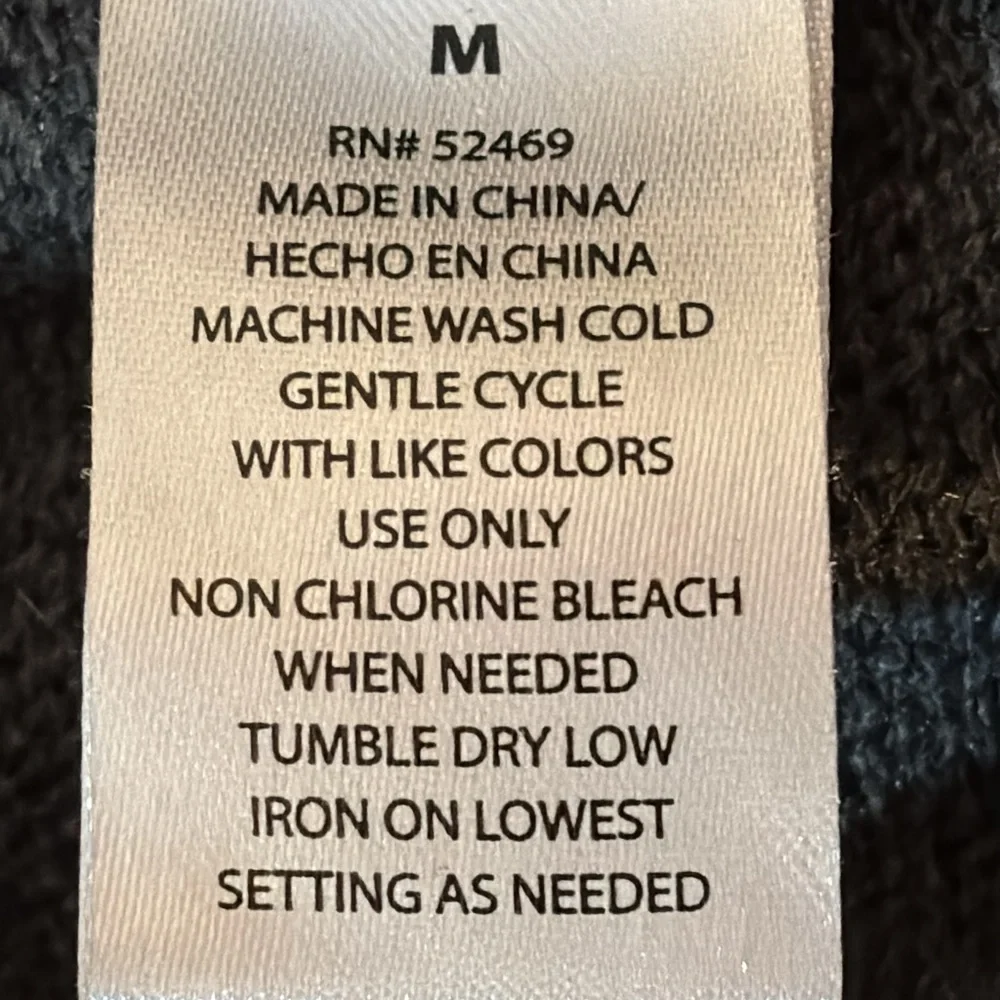 M
RN# 52469
MADE IN CHINA/
HECHO EN CHINA
MACHINE WASH COLD
GENTLE CYCLE
WITH LIKE COLORS
USE ONLY
NON CHLORINE BLEACH
WHEN NEEDED
TUMBLE DRY LOW
IRON ON LOWEST
SETTING AS NEEDED